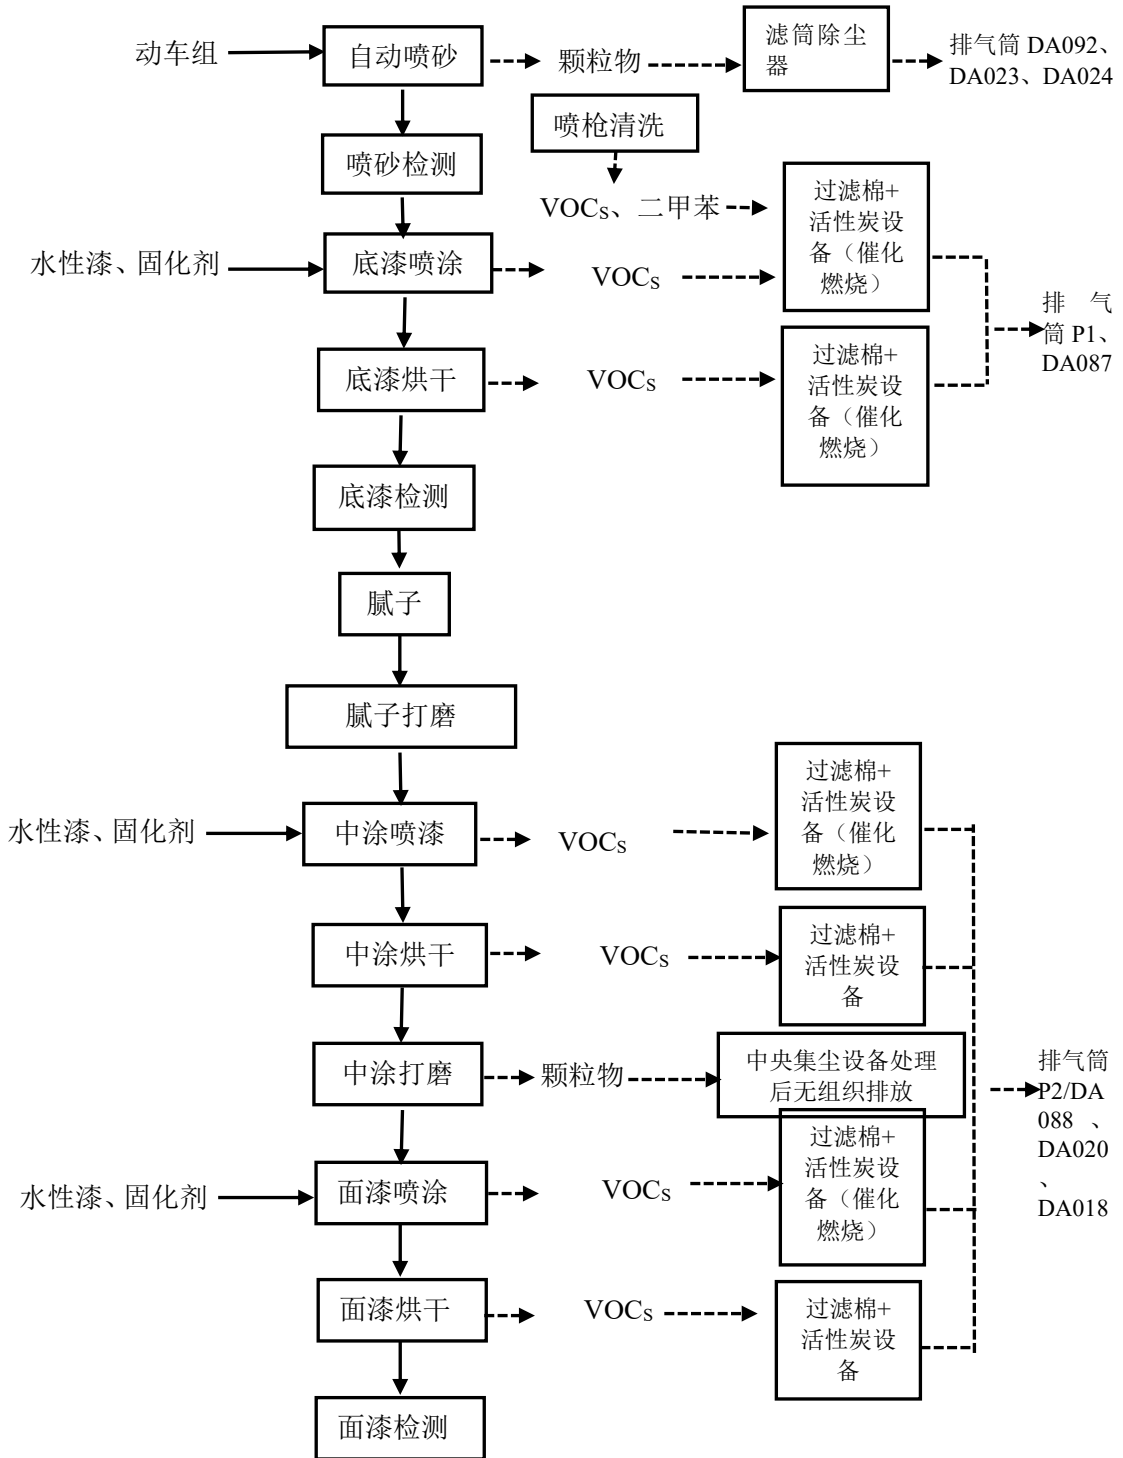 动车组
自动喷砂
颗粒物
滤筒除尘
器
排气筒 DA092、
DA023、DA024
喷枪清洗
喷砂检测
VOCs、二甲苯
过滤棉+
活性炭设
备（催化
燃烧）
水性漆、固化剂
底漆喷涂
VOCs
排 气
筒 P1、
DA087
底漆烘干
VOCs
过滤棉+
活性炭设
备（催化
燃烧）
底漆检测
腻子
腻子打磨
水性漆、固化剂
中涂喷漆
VOCs
过滤棉+
活性炭设
备（催化
燃烧）
中涂烘干
VOCs
过滤棉+
活性炭设
备
中涂打磨
颗粒物
中央集尘设备处理
后无组织排放
排气筒
P2/DA
088 、
DA020
、
DA018
水性漆、固化剂
面漆喷涂
VOCs
过滤棉+
活性炭设
备（催化
燃烧）
面漆烘干
VOCs
过滤棉+
活性炭设
备
面漆检测